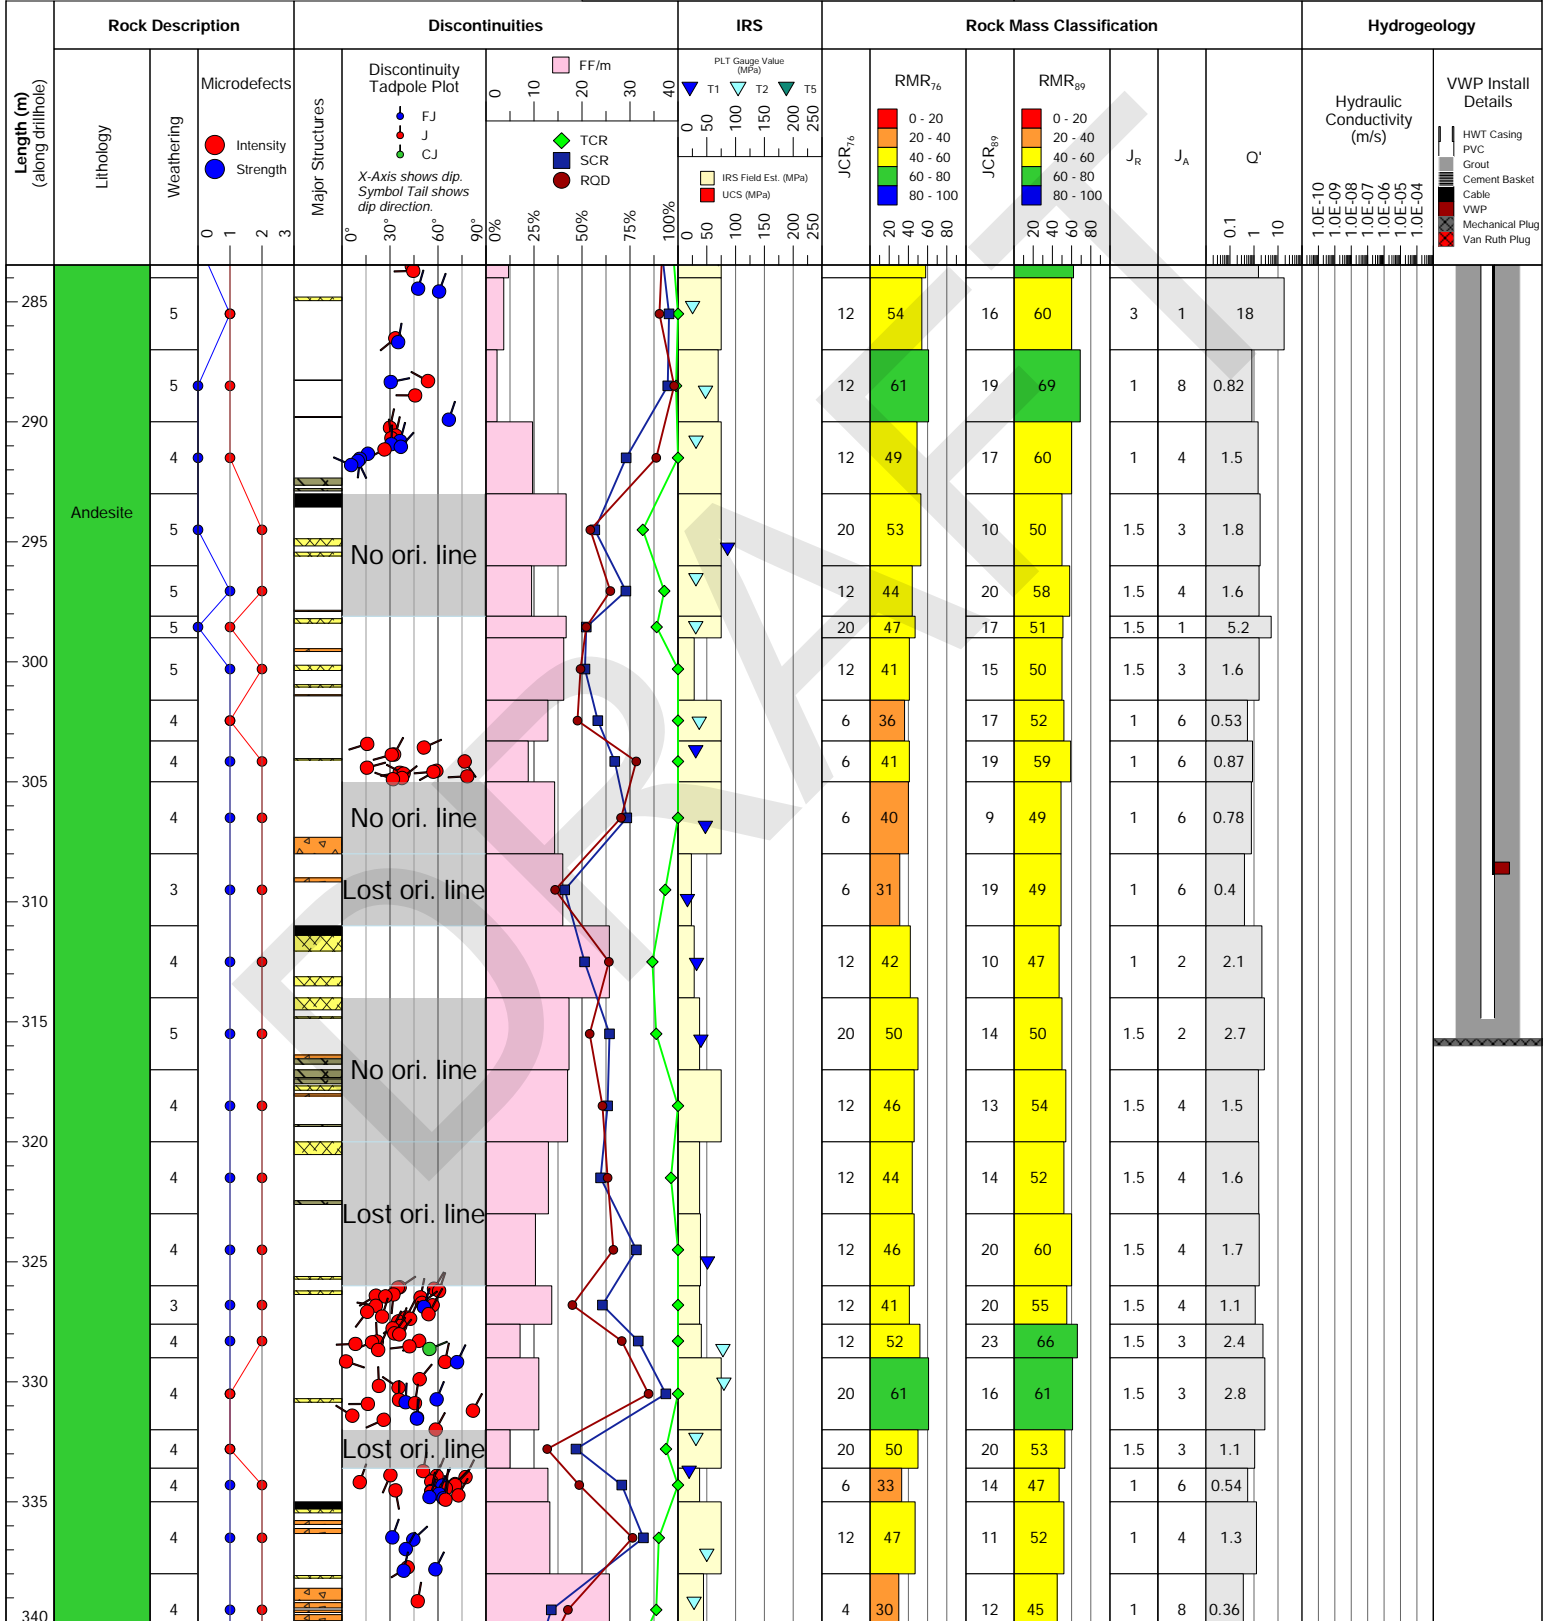 Rock Description
Discontinuities
IRS
Rock Mass Classification
Hydrogeology
Length (m)
(along drillhole)
Lithology
Weathering
Microdefects
Intensity
Strength
0 1 2 3
Major Structures
Discontinuity
Tadpole Plot
FJ
J
CJ
X-Axis shows dip.
Symbol Tail shows
dip direction.
0° 30° 60° 90°
FF/m
0 10 20 30 40
TCR
SCR
RQD
0% 25% 50% 75% 100%
PLT Gauge Value
(MPa)
T1 T2 T5
0 50 100 150 200 250
IRS Field Est. (MPa)
UCS (MPa)
0 50 100 150 200 250
JCR76
RMR76
0 - 20
20 - 40
40 - 60
60 - 80
80 - 100
20 40 60 80
JCR89
RMR89
0 - 20
20 - 40
40 - 60
60 - 80
80 - 100
20 40 60 80
JR
JA
Q'
0.1 1 10
Hydraulic
Conductivity
(m/s)
1.0E-10 1.0E-09 1.0E-08 1.0E-07 1.0E-06 1.0E-05 1.0E-04
VWP Install
Details
HWT Casing
PVC
Grout
Cement Basket
Cable
VWP
Mechanical Plug
Van Ruth Plug
285
290
295
300
305
310
315
320
325
330
335
340
Andesite
5 12 54 16 60 3 1 18
5 12 61 19 69 1 8 0.82
4 12 49 17 60 1 4 1.5
5 No ori. line 20 53 10 50 1.5 3 1.8
5 12 44 20 58 1.5 4 1.6
5 20 47 17 51 1.5 1 5.2
5 12 41 15 50 1.5 3 1.6
4 6 36 17 52 1 6 0.53
4 6 41 19 59 1 6 0.87
4 No ori. line 6 40 9 49 1 6 0.78
3 Lost ori. line 6 31 19 49 1 6 0.4
4 12 42 10 47 1 2 2.1
5 No ori. line 20 50 14 50 1.5 2 2.7
4 12 46 13 54 1.5 4 1.5
4 Lost ori. line 12 44 14 52 1.5 4 1.6
4 12 46 20 60 1.5 4 1.7
3 12 41 20 55 1.5 4 1.1
4 12 52 23 66 1.5 3 2.4
4 20 61 16 61 1.5 3 2.8
4 Lost ori. line 20 50 20 53 1.5 3 1.1
4 6 33 14 47 1 6 0.54
4 12 47 11 52 1 4 1.3
4 4 30 12 45 1 8 0.36
DRAFT